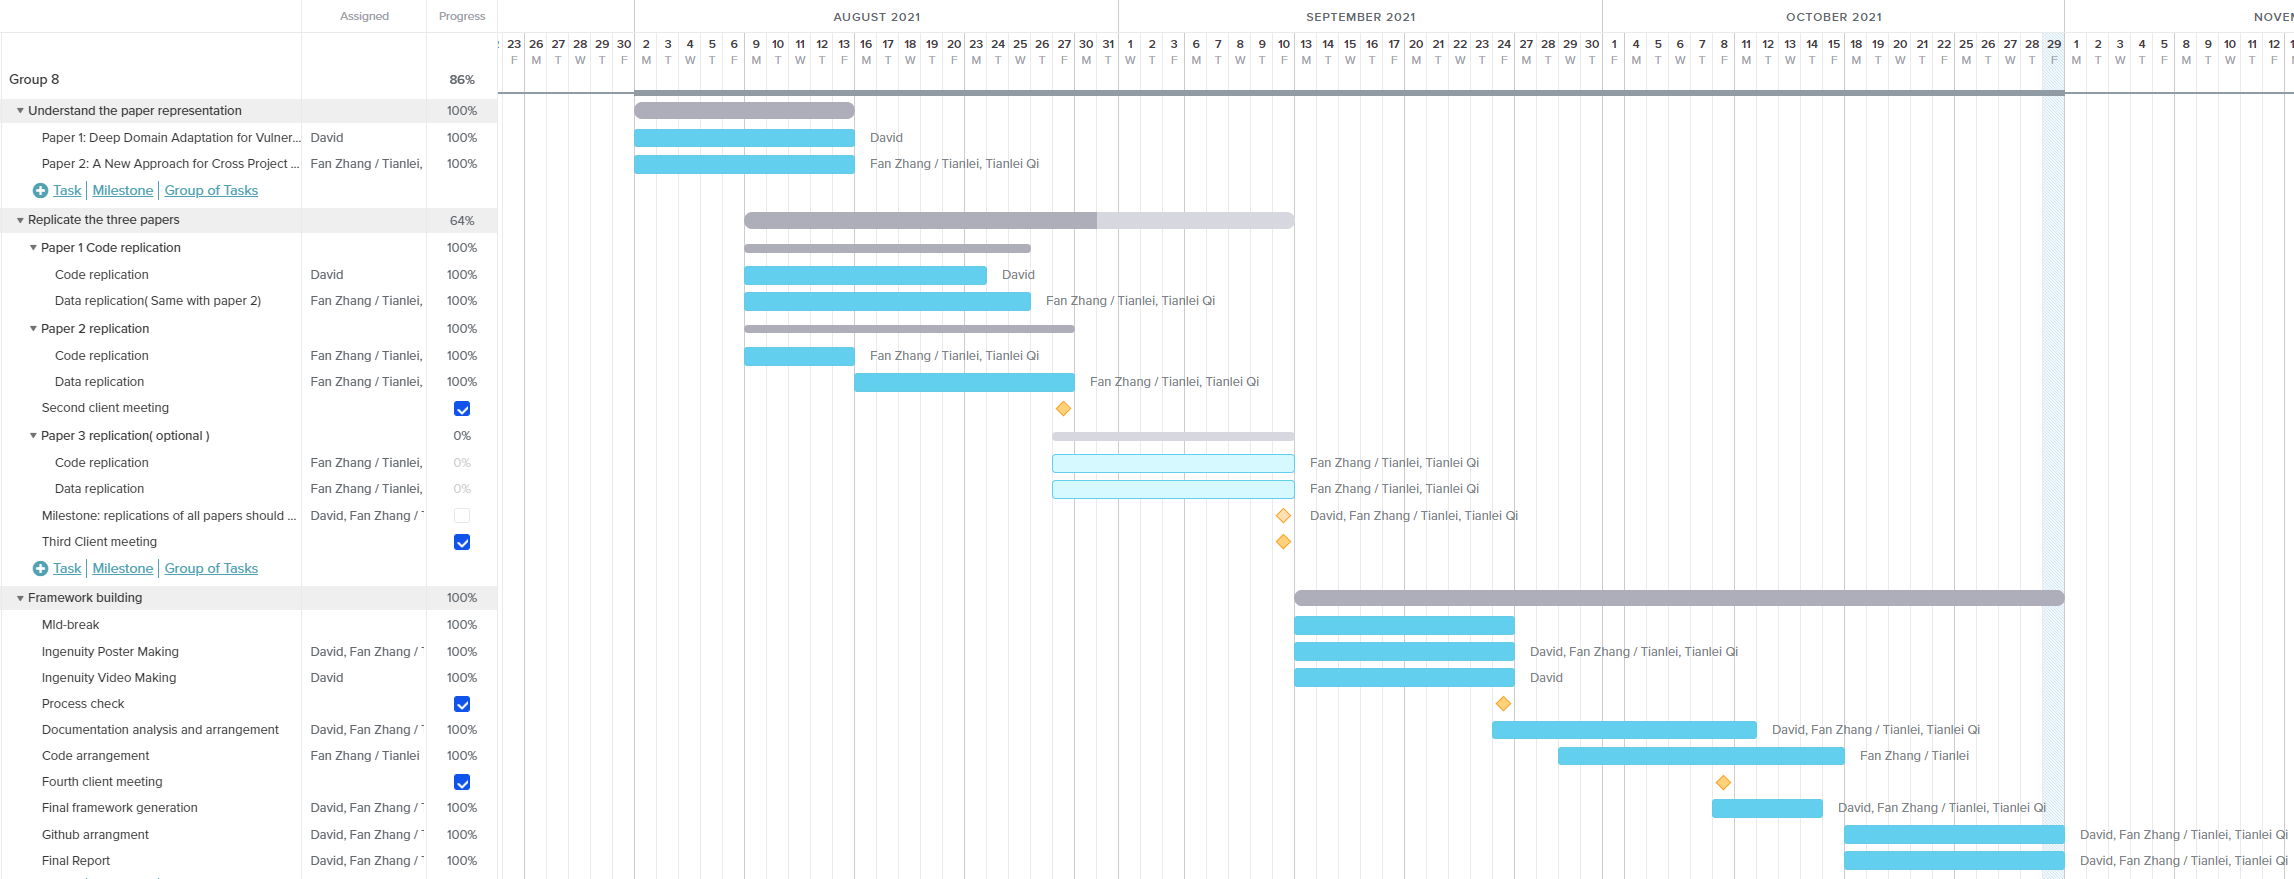 Assigned Progress AUGUST 2021 SEPTEMBER 2021 OCTOBER 2021
23 26 27 28 29 30 2 3 4 5 6 9 10 11 12 13 16 17 18 19 20 23 24 25 26 27 30 31 1 2 3 6 7 8 9 10 13 14 15 16 17 20 21 22 23 24 27 28 29 30 1 4 5 6 7 8 11 12 13 14 15 18 19 20 21 22 25 26 27 28 29 1 2 3 4 5 8 9 10 11 12
F M T W T F M T W T F M T W T F M T W T F M T W T F M T W T F M T W T F M T W T F M T W T F M T W T F M T W T F M T W T F M T W T F M T W T F M T W T F M T W T F
Group 8 86%
Understand the paper representation 100%
Paper 1: Deep Domain Adaptation for Vulner... David 100% David
Paper 2: A New Approach for Cross Project ... Fan Zhang / Tianlei, 100% Fan Zhang / Tianlei, Tianlei Qi
Task | Milestone | Group of Tasks
Replicate the three papers 64%
Paper 1 Code replication 100%
Code replication David 100% David
Data replication( Same with paper 2) Fan Zhang / Tianlei, 100% Fan Zhang / Tianlei, Tianlei Qi
Paper 2 replication 100%
Code replication Fan Zhang / Tianlei, 100% Fan Zhang / Tianlei, Tianlei Qi
Data replication Fan Zhang / Tianlei, 100% Fan Zhang / Tianlei, Tianlei Qi
Second client meeting
Paper 3 replication( optional ) 0%
Code replication Fan Zhang / Tianlei, 0% Fan Zhang / Tianlei, Tianlei Qi
Data replication Fan Zhang / Tianlei, 0% Fan Zhang / Tianlei, Tianlei Qi
Milestone: replications of all papers should ... David, Fan Zhang / David, Fan Zhang / Tianlei, Tianlei Qi
Third Client meeting
Task | Milestone | Group of Tasks
Framework building 100%
MId-break 100%
Ingenuity Poster Making David, Fan Zhang / 100% David, Fan Zhang / Tianlei, Tianlei Qi
Ingenuity Video Making David 100% David
Process check
Documentation analysis and arrangement David, Fan Zhang / 100% David, Fan Zhang / Tianlei, Tianlei Qi
Code arrangement Fan Zhang / Tianlei 100% Fan Zhang / Tianlei
Fourth client meeting
Final framework generation David, Fan Zhang / 100% David, Fan Zhang / Tianlei, Tianlei Qi
Github arrangment David, Fan Zhang / 100% David, Fan Zhang / Tianlei, Tianlei Qi
Final Report David, Fan Zhang / 100% David, Fan Zhang / Tianlei, Tianlei Qi